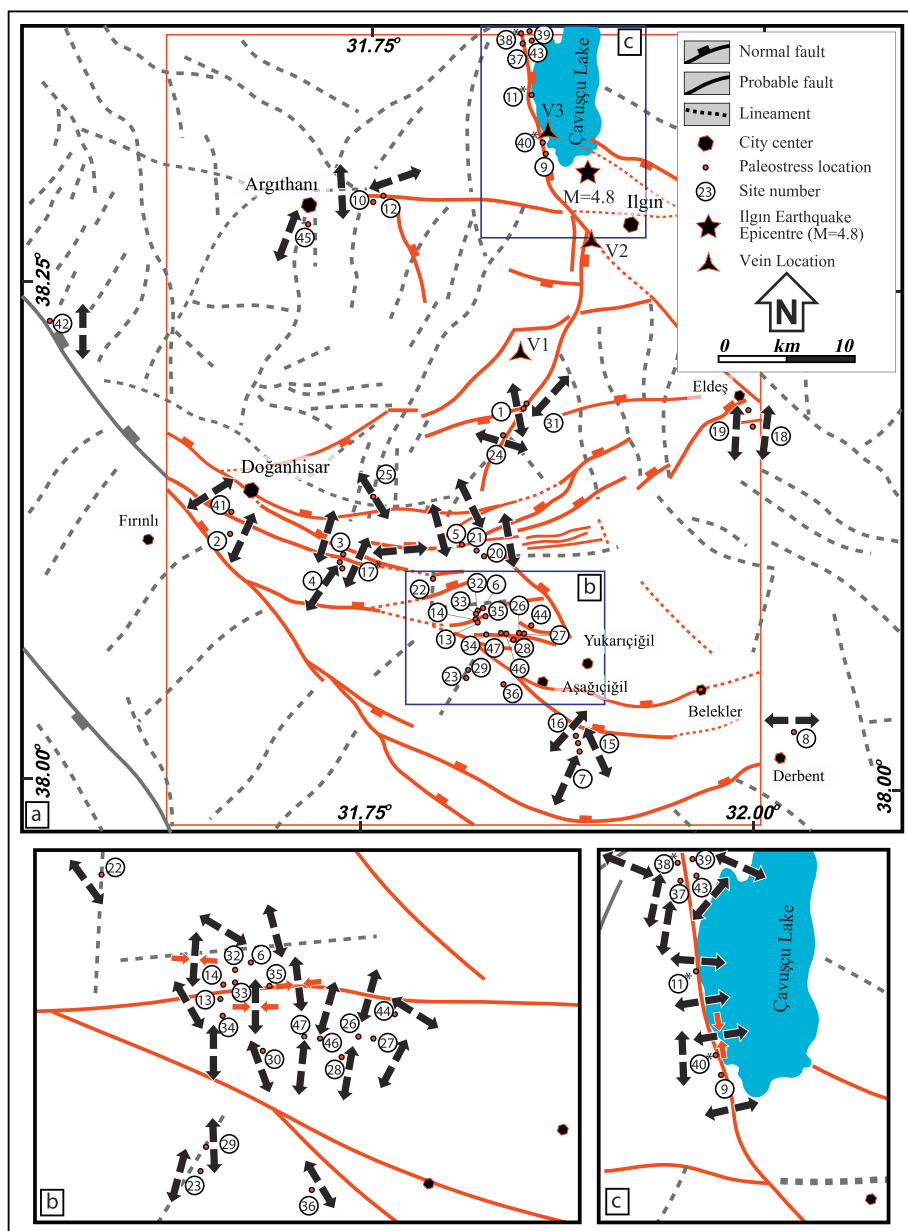 31.75°
38*
39
37
43
c
11*
V3
Çavuşçu Lake
40*
9
M=4.8
Ilgın
V2
Normal fault
Probable fault
Lineament
City center
Paleostress location
23
Site number
Ilgın Earthquake
Epicentre (M=4.8)
Vein Location
N
0 km 10
Argıthanı
10
12
45
38.25°
42
V1
Eldeş
1
31
24
19
18
Doğanhisar
25
41
Fırınlı
2
3
5
21
20
4
17*
22
32
6
b
33
35
26
44
14
13
34
47
28
27
Yukarıçiğil
46
23
29
36
Aşağıçiğil
Belekler
16
15
7
8
Derbent
38.00°
38.00°
a
31.75°
32.00°
22
32
6
14
35
33
13
34
44
47
26
46
27
30
28
29
23
36
b
38*
39
37
43
Çavuşçu Lake
11*
40*
9
c